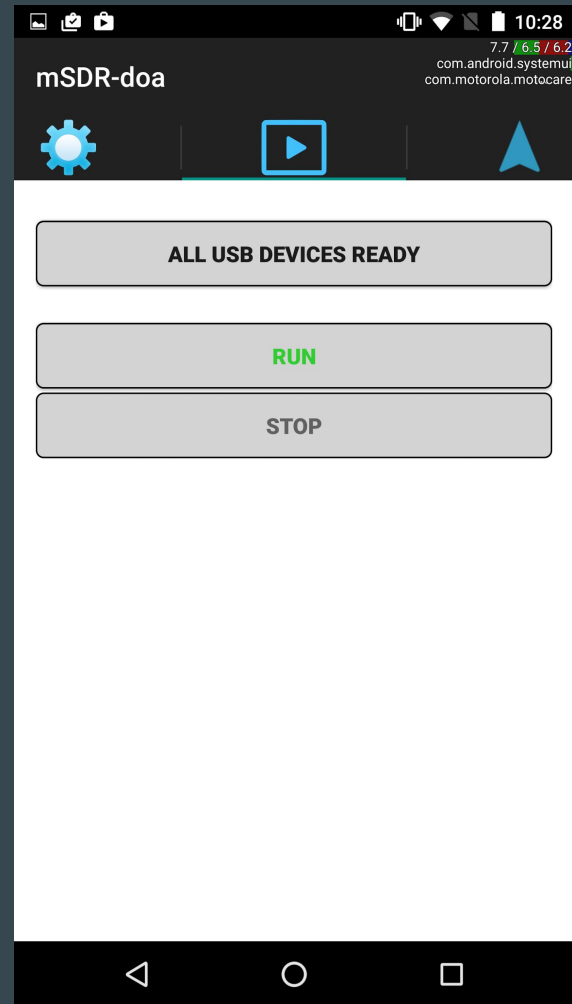 10:28
7.7 / 6.5 / 6.2
com.android.systemui
mSDR-doa
com.motorola.motocare
ALL USB DEVICES READY
RUN
STOP